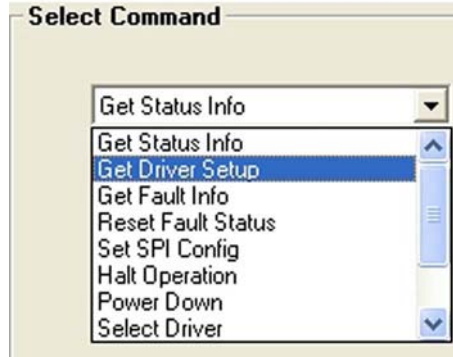 Select Command
Get Status Info
Get Status Info
Get Driver Setup
Get Fault Info
Reset Fault Status
Set SPI Config
Halt Operation
Power Down
Select Driver